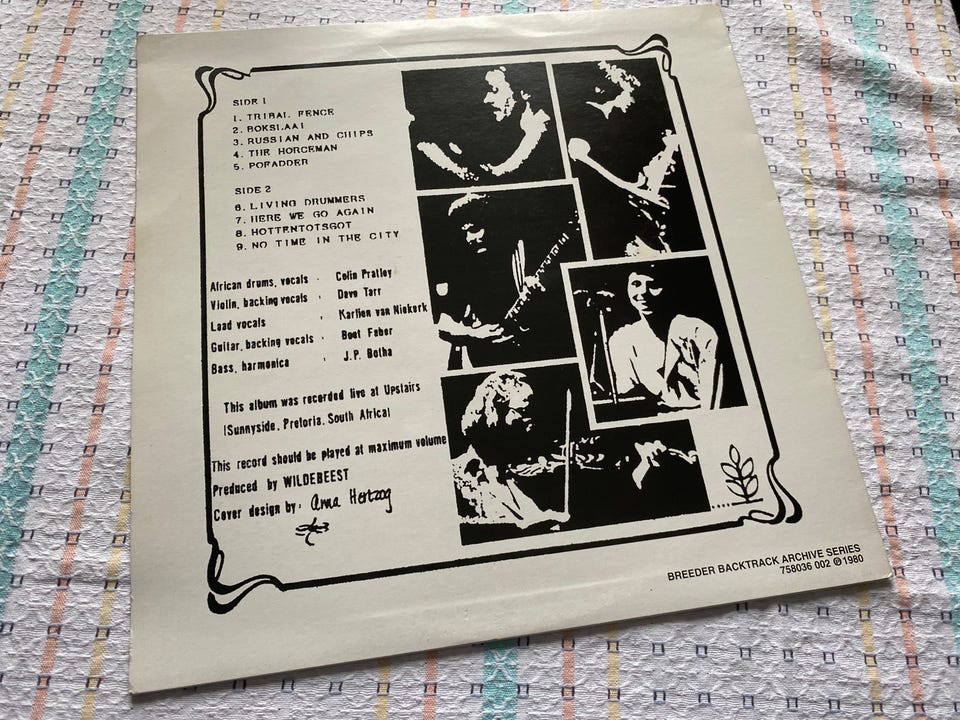 SIDE 1
1. TRIBAL FENCE
2. BOKSLAAI
3. RUSSIAN AND CHIPS
4. THE HORCEMAN
5. POFADDER
SIDE 2
6. LIVING DRUMMERS
7. HERE WE GO AGAIN
8. HOTTENTOTSGOT
9. NO TIME IN THE CITY
African drums, vocals . Colin Pratley
Violin, backing vocals . Dave Tarr
Lead vocals . Karlien van Niekerk
Guitar, backing vocals . Boet Faber
Bass, harmonica . J.P. Botha
This album was recorded live at Upstairs
(Sunnyside, Pretoria, South Africa)
This record should be played at maximum volume
Produced by WILDEBEEST
Cover design by. Anna Hertzog
BREEDER BACKTRACK ARCHIVE SERIES
758036 002 ℗1980